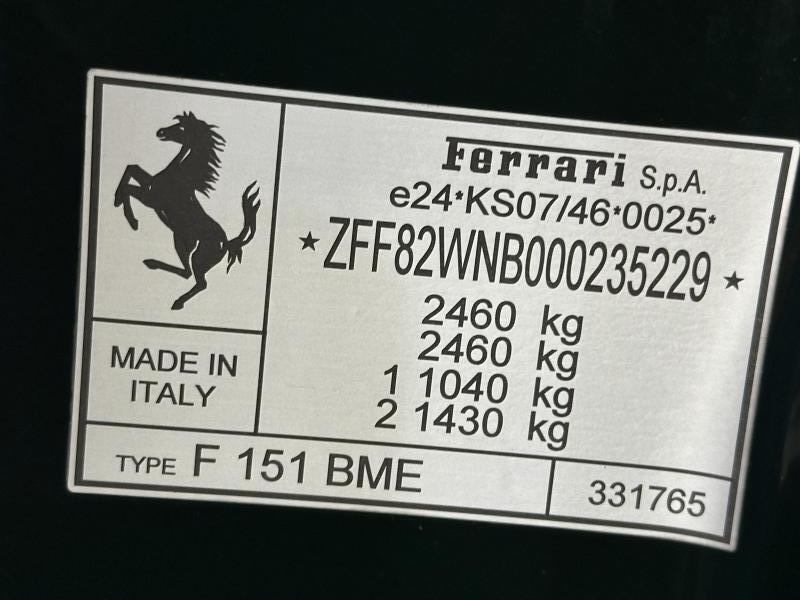 Ferrari S.p.A.
e24*KS07/46*0025*
★ZFF82WNB000235229★
2460 kg
2460 kg
1 1040 kg
2 1430 kg
MADE IN
ITALY
TYPE F 151 BME
331765